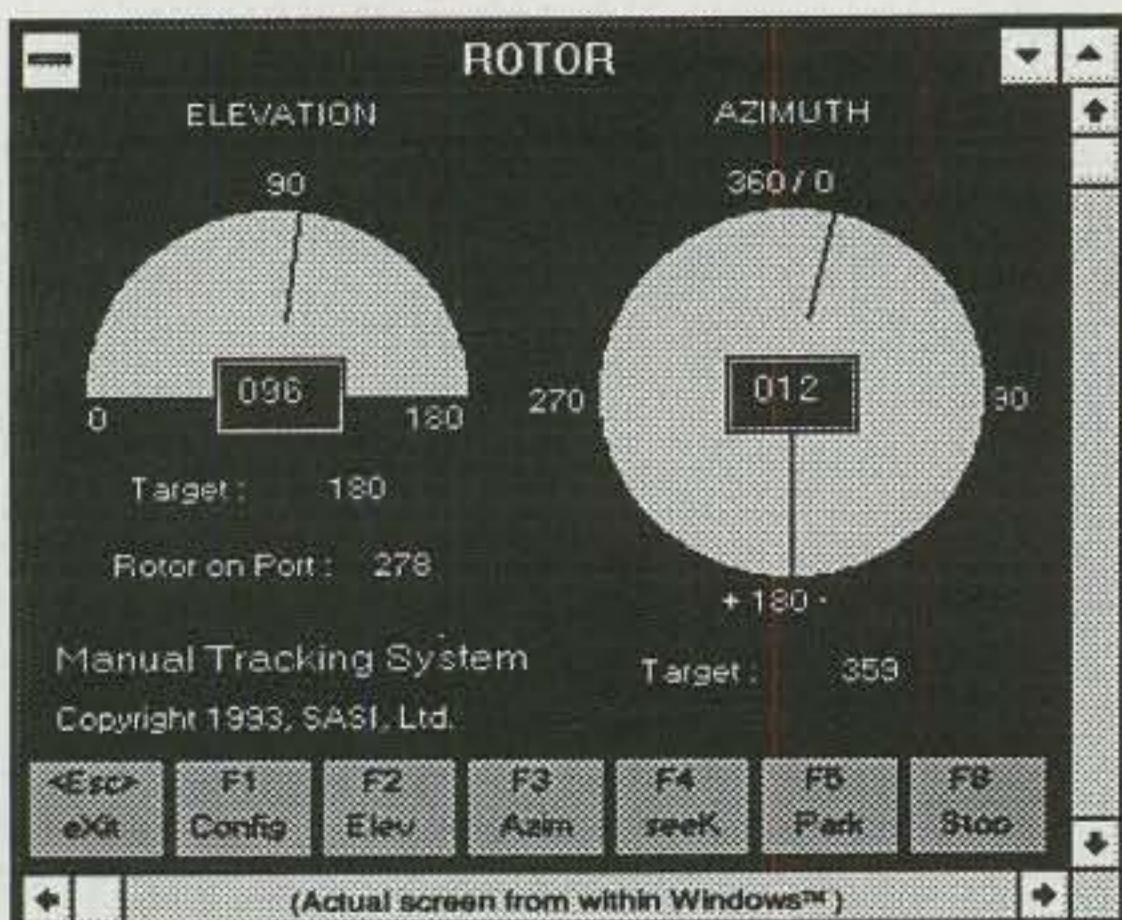 ROTOR
ELEVATION
90
096
0
180
Target : 180
Rotor on Port : 278
AZIMUTH
360 / 0
270
012
90
+ 180 -
Target : 359
Manual Tracking System
Copyright 1993, SASI, Ltd.
<Esc> eXit
F1 Config
F2 Elev
F3 Azim
F4 seeK
F5 Park
F6 Stop
(Actual screen from within Windows™)